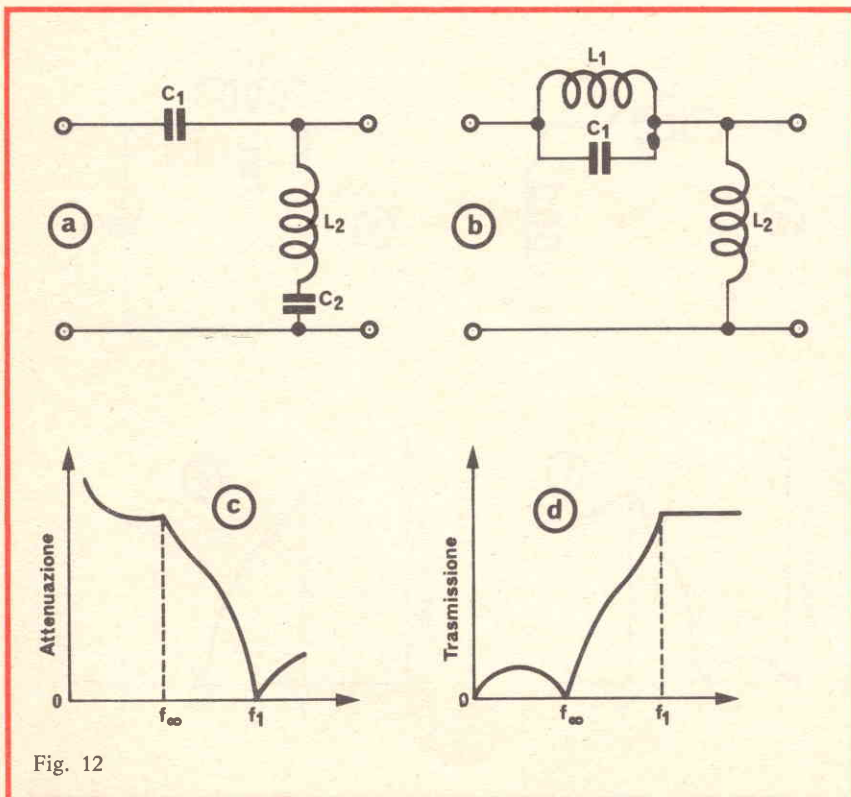 C1
a
L2
C2
L1
C1
b
L2
Attenuazione
c
0
f∞
f1
Trasmissione
d
0
f∞
f1
Fig. 12